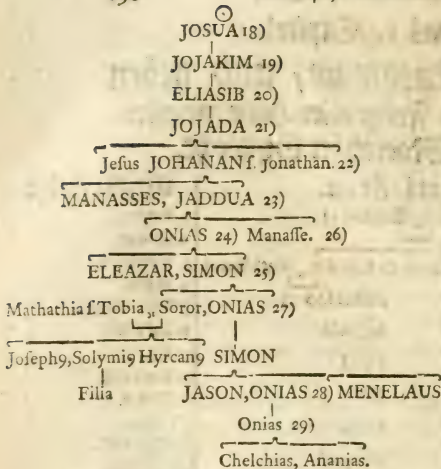 JOSUA 18)
JOJAKIM 19)
ELIASIB 20)
JOJADA 21)
Jeſus JOHANAN ſ. Jonathan. 22)
MANASSES, JADDUA 23)
ONIAS 24) Manaſſe. 26)
ELEAZAR, SIMON 25)
Mathathia ſ. Tobia Soror, ONIAS 27)
Joſeph9, Solymi9 Hyrcan9 SIMON
Filia JASON, ONIAS 28) MENELAUS
Onias 29)
Chelchias, Ananias.